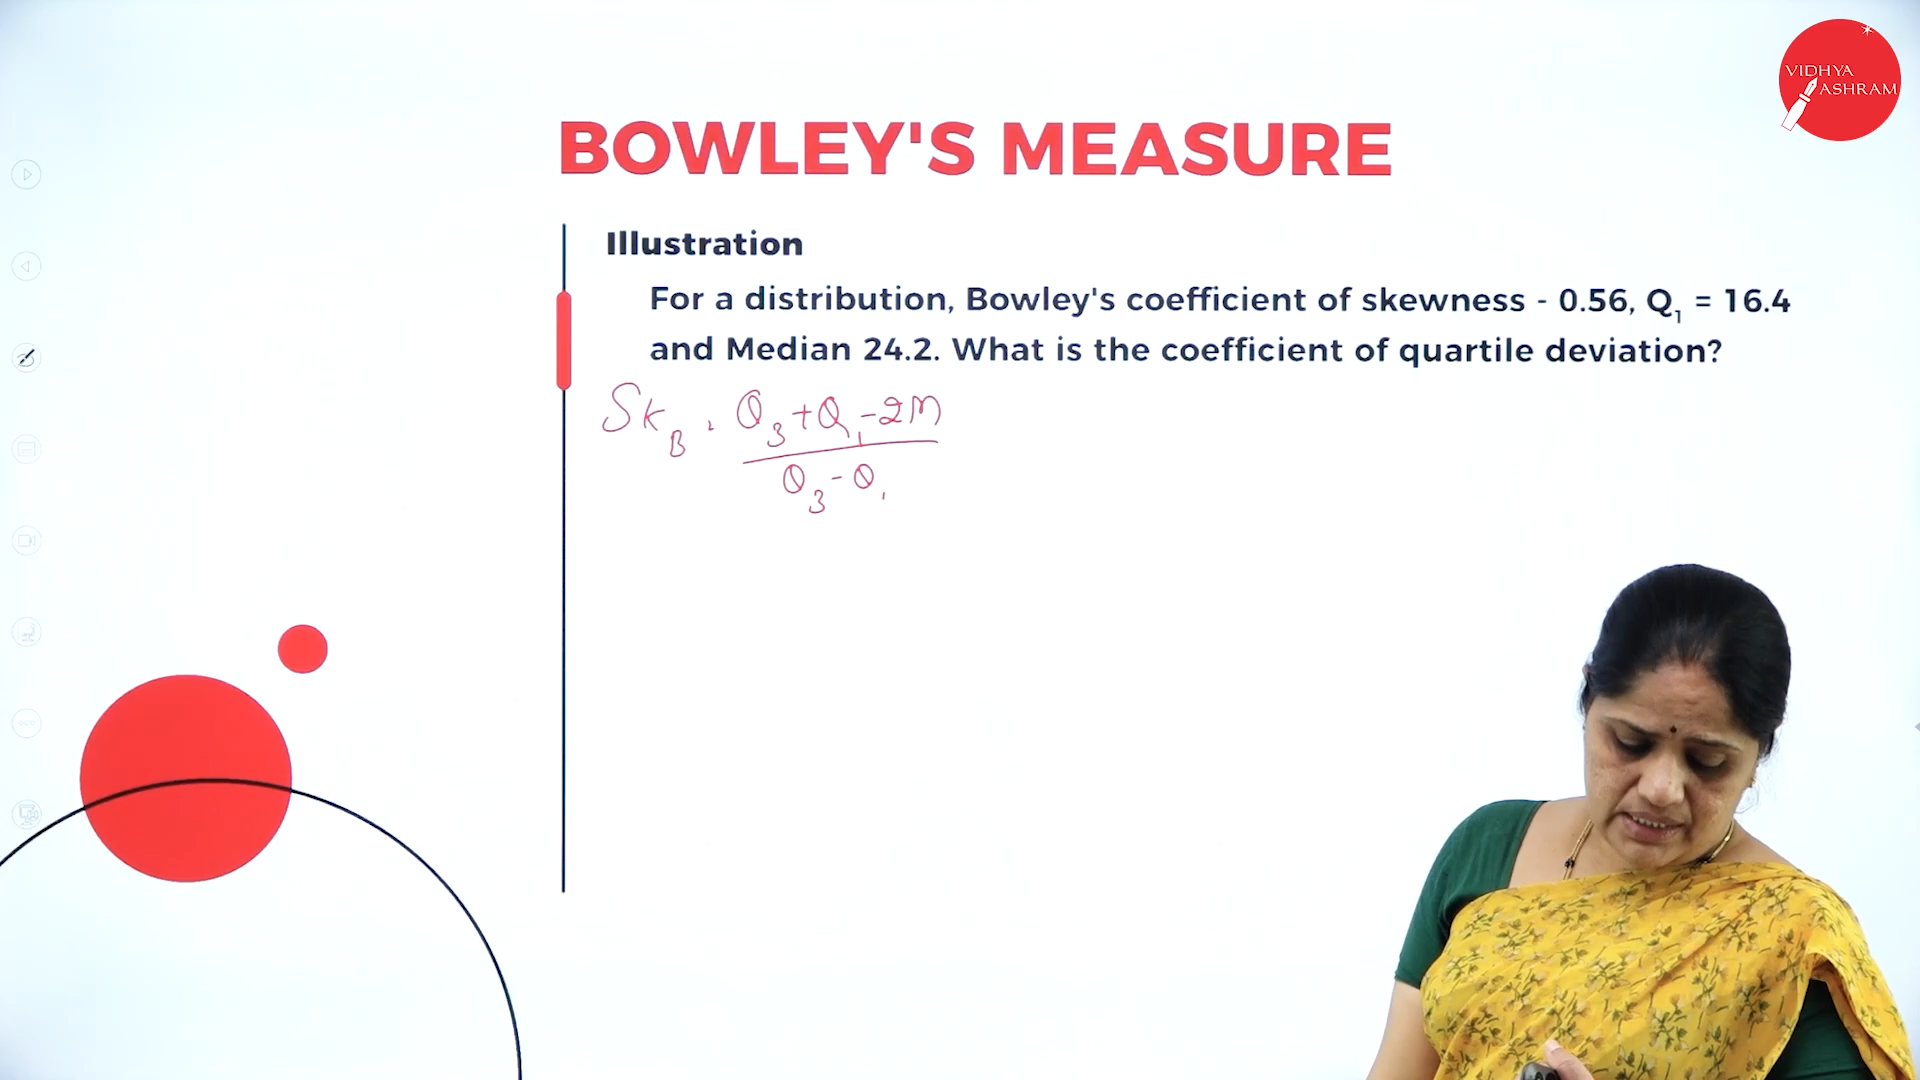 VIDHYA
ASHRAM
BOWLEY'S MEASURE
Illustration
For a distribution, Bowley's coefficient of skewness - 0.56, Q₁ = 16.4
and Median 24.2. What is the coefficient of quartile deviation?
Sk_B = Q₃ + Q₁ - 2M
Q₃ - Q₁